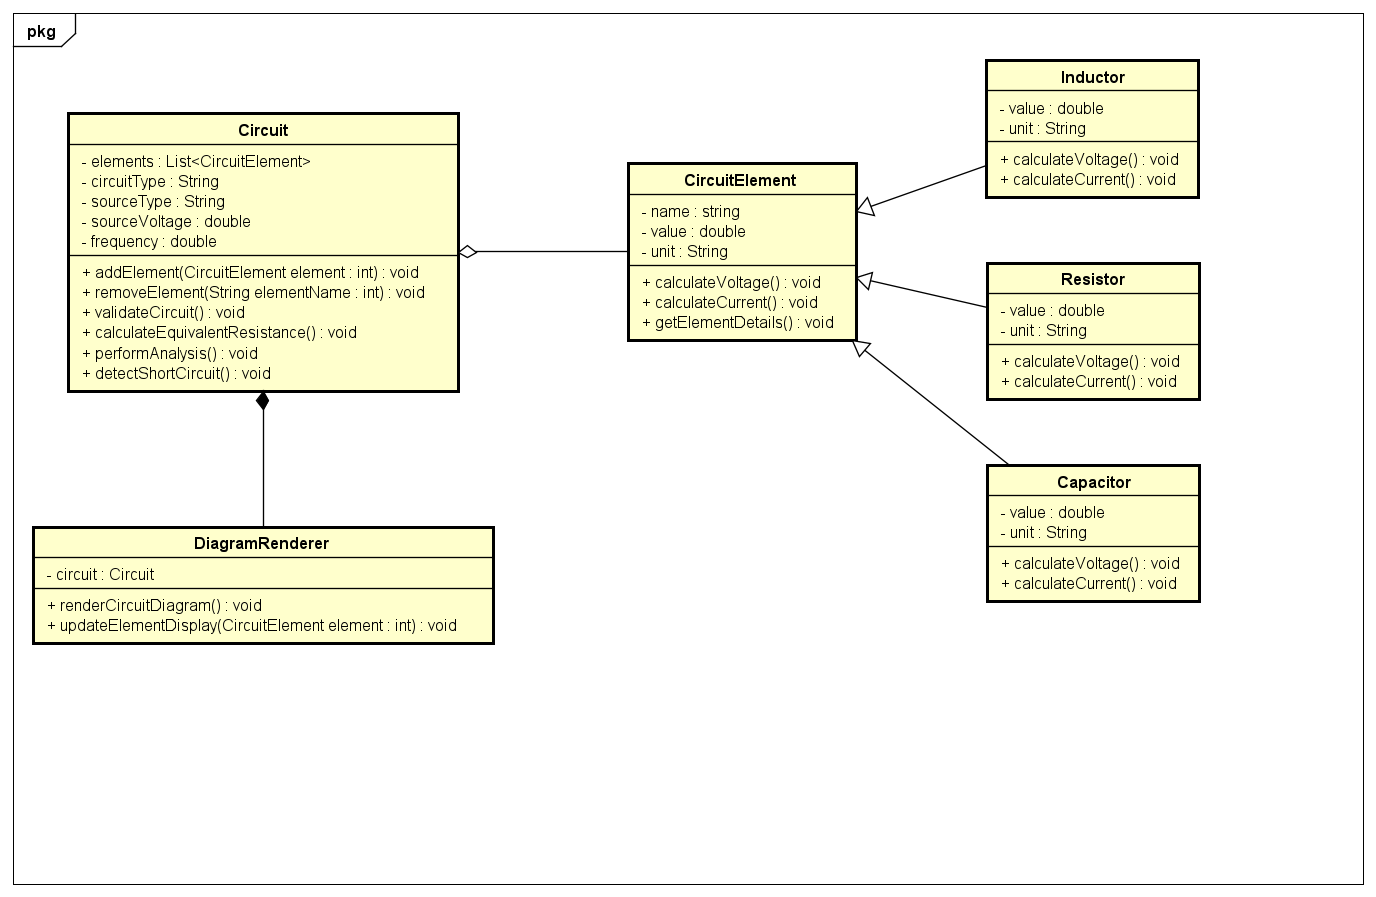 pkg
Circuit
- elements : List<CircuitElement>
- circuitType : String
- sourceType : String
- sourceVoltage : double
- frequency : double
+ addElement(CircuitElement element : int) : void
+ removeElement(String elementName : int) : void
+ validateCircuit() : void
+ calculateEquivalentResistance() : void
+ performAnalysis() : void
+ detectShortCircuit() : void
DiagramRenderer
- circuit : Circuit
+ renderCircuitDiagram() : void
+ updateElementDisplay(CircuitElement element : int) : void
CircuitElement
- name : string
- value : double
- unit : String
+ calculateVoltage() : void
+ calculateCurrent() : void
+ getElementDetails() : void
Inductor
- value : double
- unit : String
+ calculateVoltage() : void
+ calculateCurrent() : void
Resistor
- value : double
- unit : String
+ calculateVoltage() : void
+ calculateCurrent() : void
Capacitor
- value : double
- unit : String
+ calculateVoltage() : void
+ calculateCurrent() : void